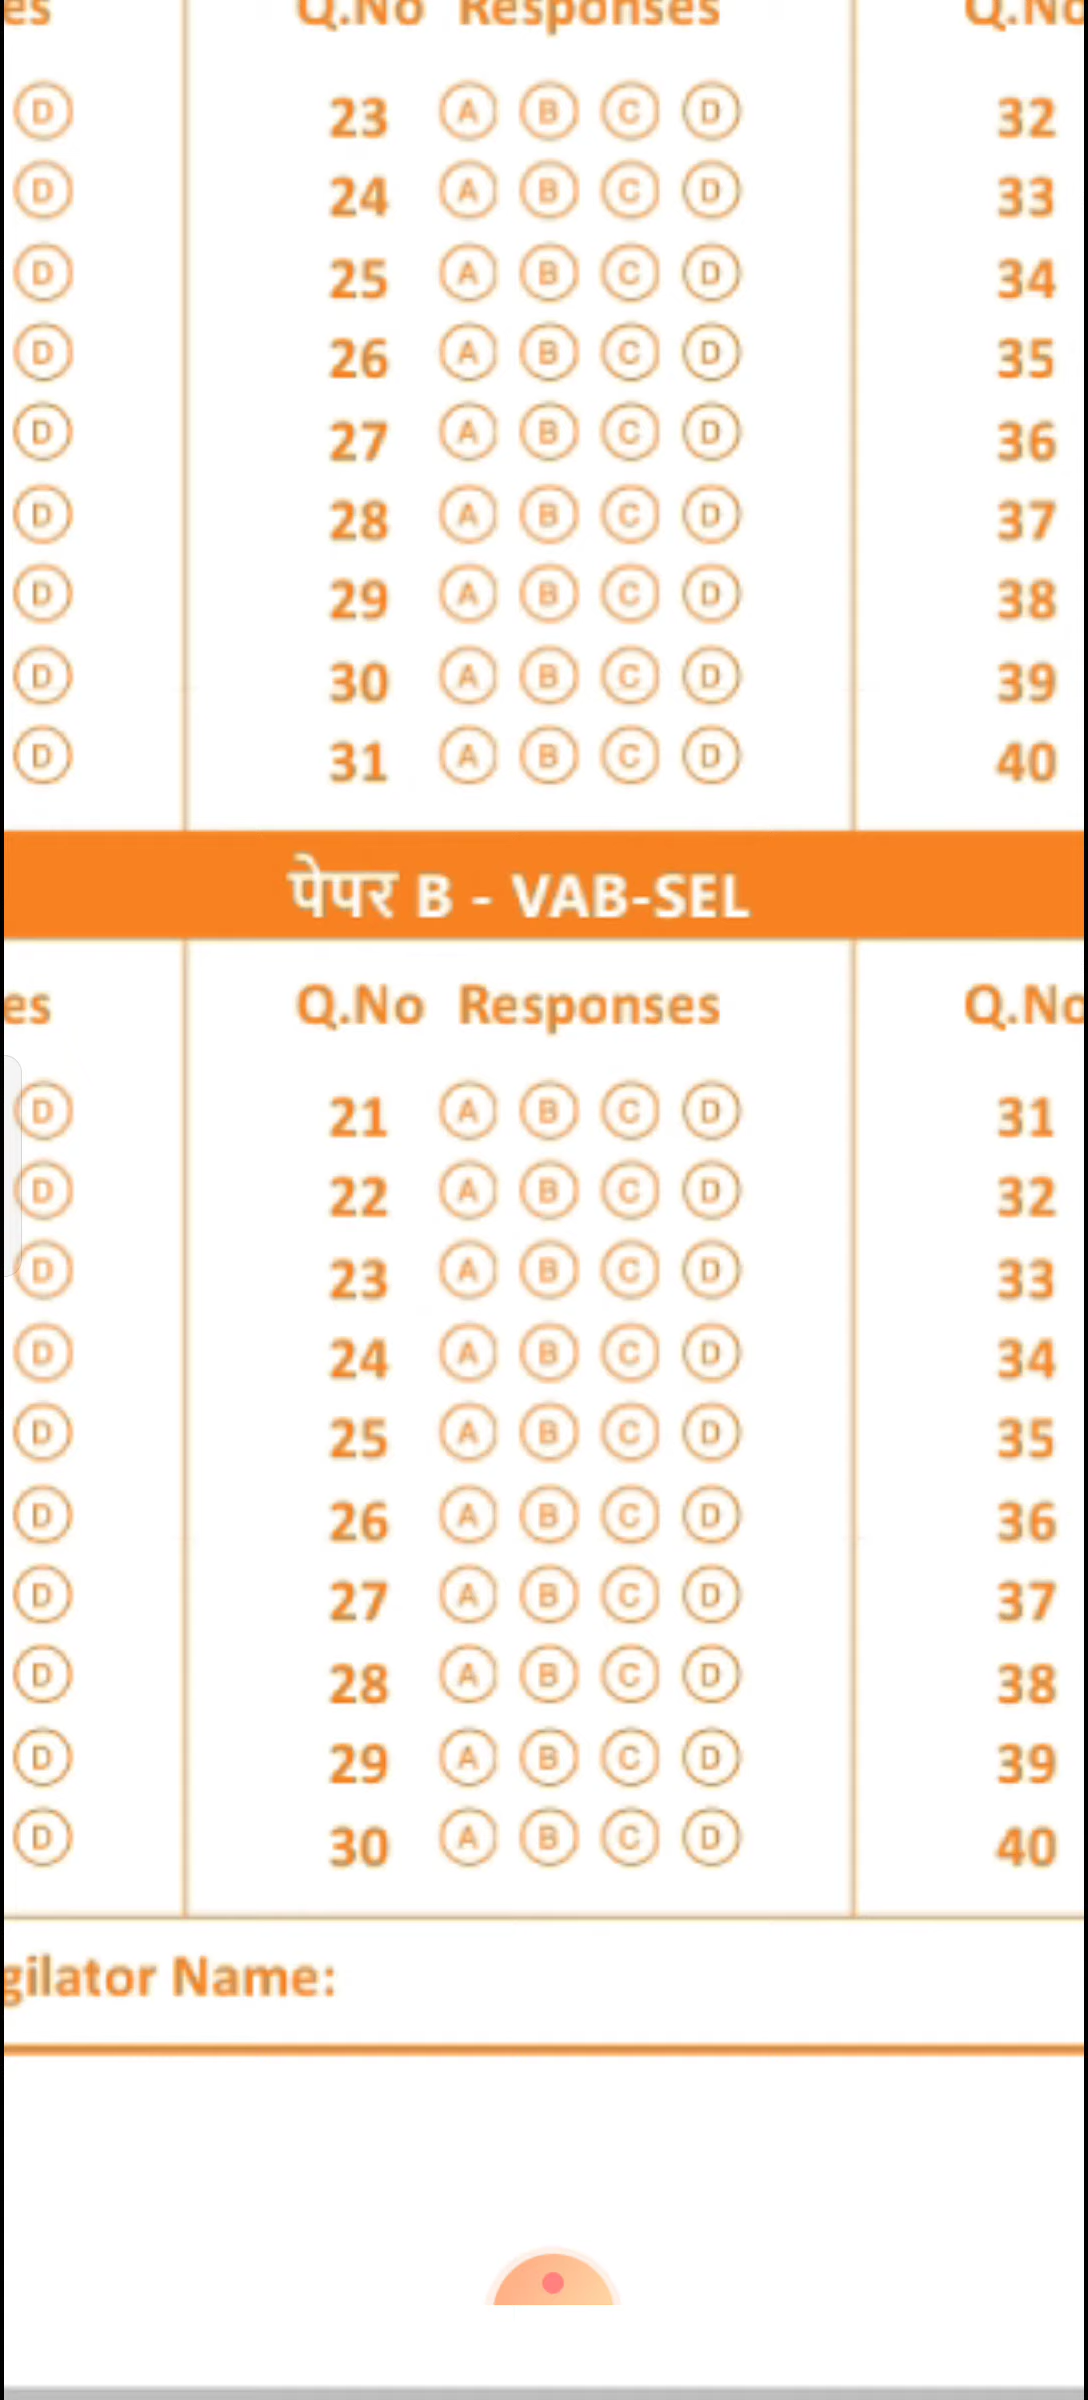 es Q.No Responses Q.No
D 23 A B C D 32
D 24 A B C D 33
D 25 A B C D 34
D 26 A B C D 35
D 27 A B C D 36
D 28 A B C D 37
D 29 A B C D 38
D 30 A B C D 39
D 31 A B C D 40
पेपर B - VAB-SEL
es Q.No Responses Q.No
D 21 A B C D 31
D 22 A B C D 32
D 23 A B C D 33
D 24 A B C D 34
D 25 A B C D 35
D 26 A B C D 36
D 27 A B C D 37
D 28 A B C D 38
D 29 A B C D 39
D 30 A B C D 40
gilator Name: